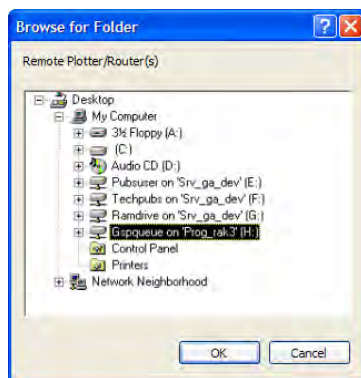 Browse for Folder
Remote Plotter/Router(s)
Desktop
My Computer
3½ Floppy (A:)
(C:)
Audio CD (D:)
Pubsuser on 'Srv_ga_dev' (E:)
Techpubs on 'Srv_ga_dev' (F:)
Ramdrive on 'Srv_ga_dev' (G:)
Gspqueue on 'Prog_rak3' (H:)
Control Panel
Printers
Network Neighborhood
OK
Cancel